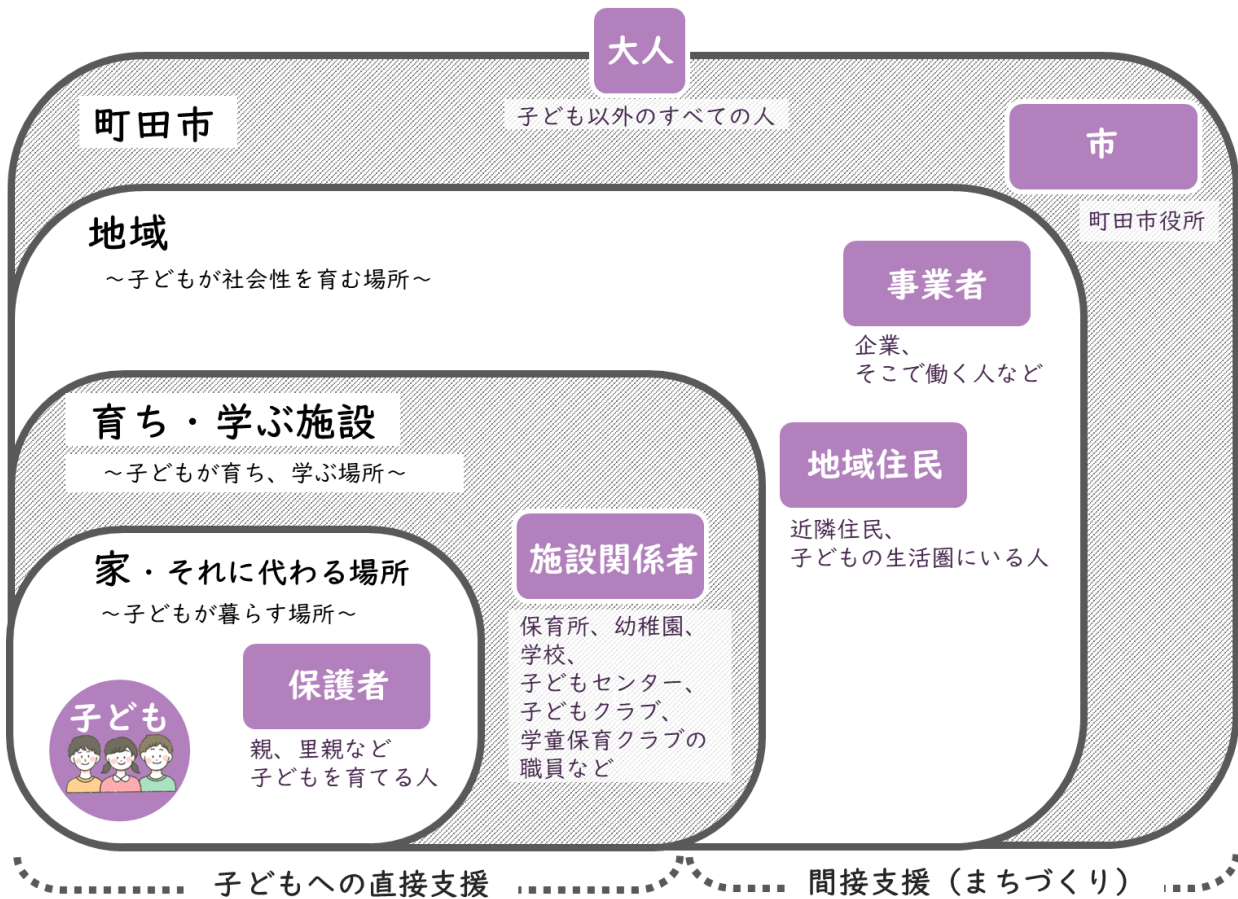 大人
子ども以外のすべての人
町田市
市
町田市役所
地域
～子どもが社会性を育む場所～
事業者
企業、
そこで働く人など
育ち・学ぶ施設
～子どもが育ち、学ぶ場所～
地域住民
近隣住民、
子どもの生活圏にいる人
家・それに代わる場所
～子どもが暮らす場所～
施設関係者
保育所、幼稚園、
学校、
子どもセンター、
子どもクラブ、
学童保育クラブの
職員など
保護者
親、里親など
子どもを育てる人
子ども
子どもへの直接支援
間接支援（まちづくり）